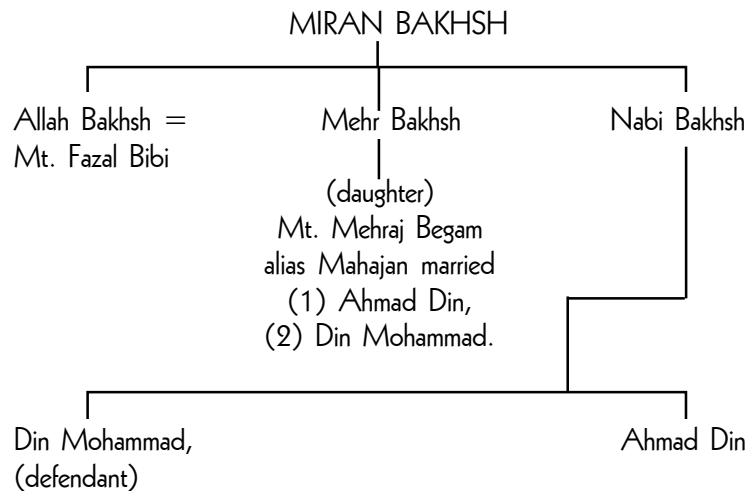 MIRAN BAKHSH
Allah Bakhsh =
Mt. Fazal Bibi
Mehr Bakhsh
Nabi Bakhsh
(daughter)
Mt. Mehraj Begam
alias Mahajan married
(1) Ahmad Din,
(2) Din Mohammad.
Din Mohammad,
(defendant)
Ahmad Din